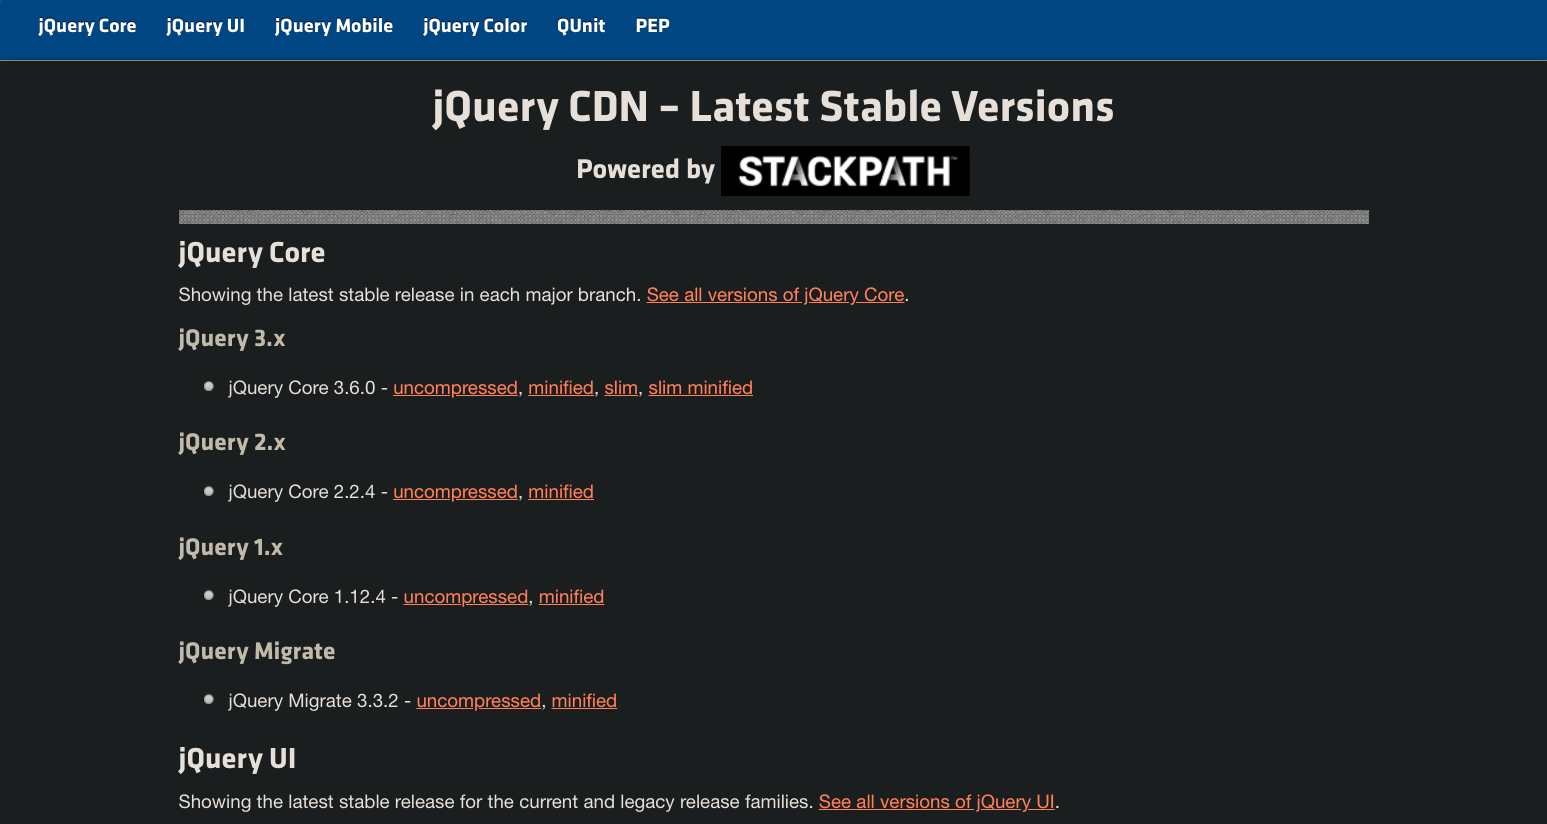 jQuery Core jQuery UI jQuery Mobile jQuery Color QUnit PEP
jQuery CDN – Latest Stable Versions
Powered by STACKPATH™
jQuery Core
Showing the latest stable release in each major branch. See all versions of jQuery Core.
jQuery 3.x
jQuery Core 3.6.0 - uncompressed, minified, slim, slim minified
jQuery 2.x
jQuery Core 2.2.4 - uncompressed, minified
jQuery 1.x
jQuery Core 1.12.4 - uncompressed, minified
jQuery Migrate
jQuery Migrate 3.3.2 - uncompressed, minified
jQuery UI
Showing the latest stable release for the current and legacy release families. See all versions of jQuery UI.